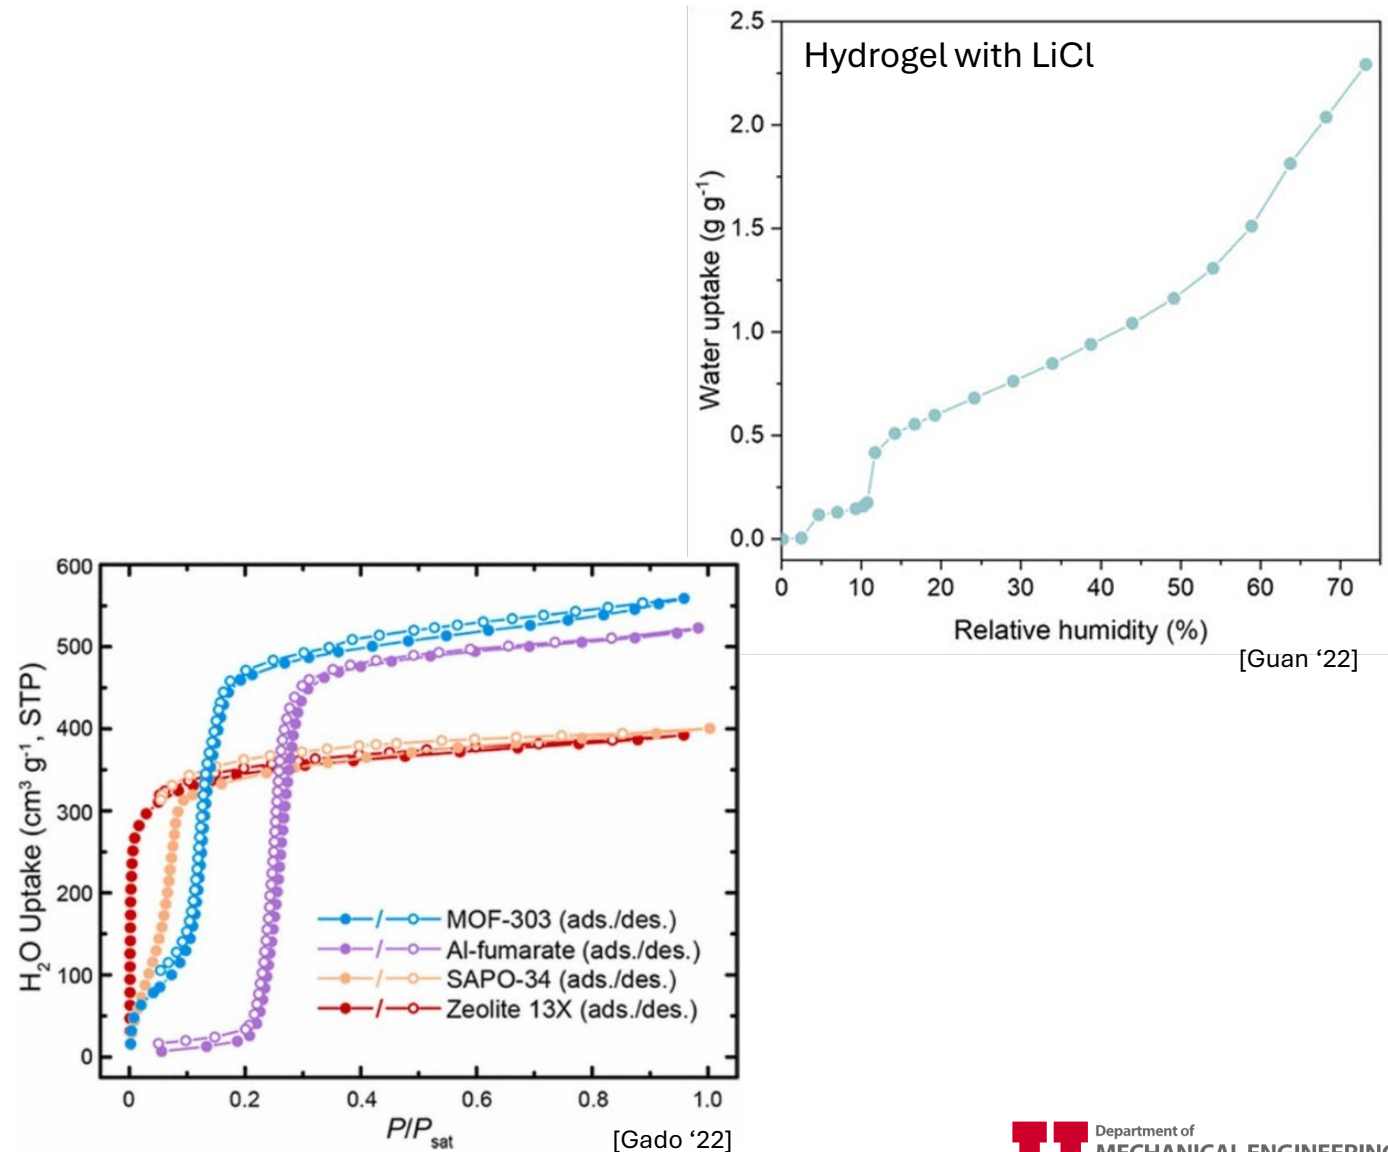 Hydrogel with LiCl
2.5
2.0
1.5
1.0
0.5
0.0
Water uptake (g g⁻¹)
0 10 20 30 40 50 60 70
Relative humidity (%)
[Guan ‘22]
600
500
400
300
200
100
0
H₂O Uptake (cm³ g⁻¹, STP)
MOF-303 (ads./des.)
Al-fumarate (ads./des.)
SAPO-34 (ads./des.)
Zeolite 13X (ads./des.)
0 0.2 0.4 0.6 0.8 1.0
P/Psat
[Gado ‘22]
Department of
MECHANICAL ENGINEERING